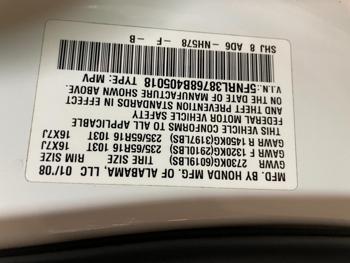 MFD. BY HONDA MFG. OF ALABAMA, LLC 01/08
GVWR TIRE SIZE RIM SIZE
2730KG(6019LBS)
GAWR F 1320KG(2910LBS) 235/65R16 103T 16X7J
GAWR R 1450KG(3197LBS) 235/65R16 103T 16X7J
THIS VEHICLE CONFORMS TO ALL APPLICABLE
FEDERAL MOTOR VEHICLE SAFETY
THEFT AND PREVENTION STANDARDS IN EFFECT
ON THE DATE OF MANUFACTURE SHOWN ABOVE.
V.I.N.: 5FNRL38768B405018 TYPE: MPV
SHJ 8 AD6 -NH578 -F -B